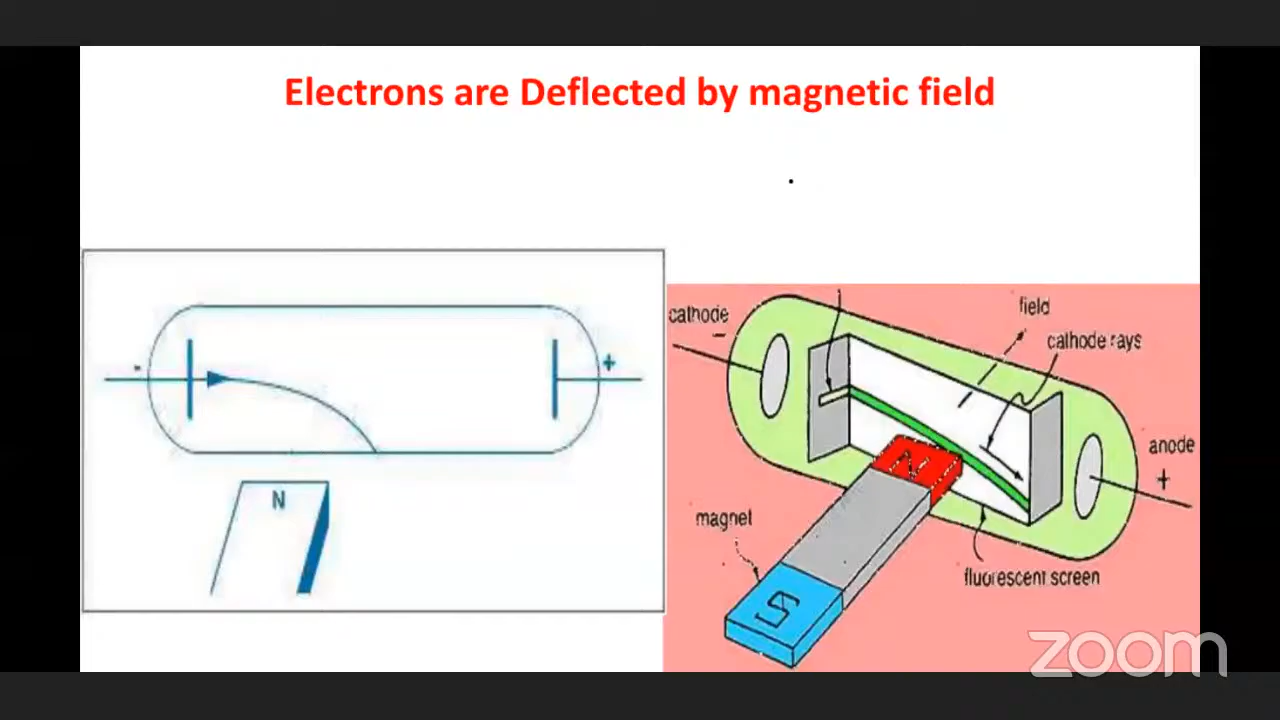 Electrons are Deflected by magnetic field
-
+
N
cathode
-
field
cathode rays
anode
+
N
magnet
S
fluorescent screen
zoom